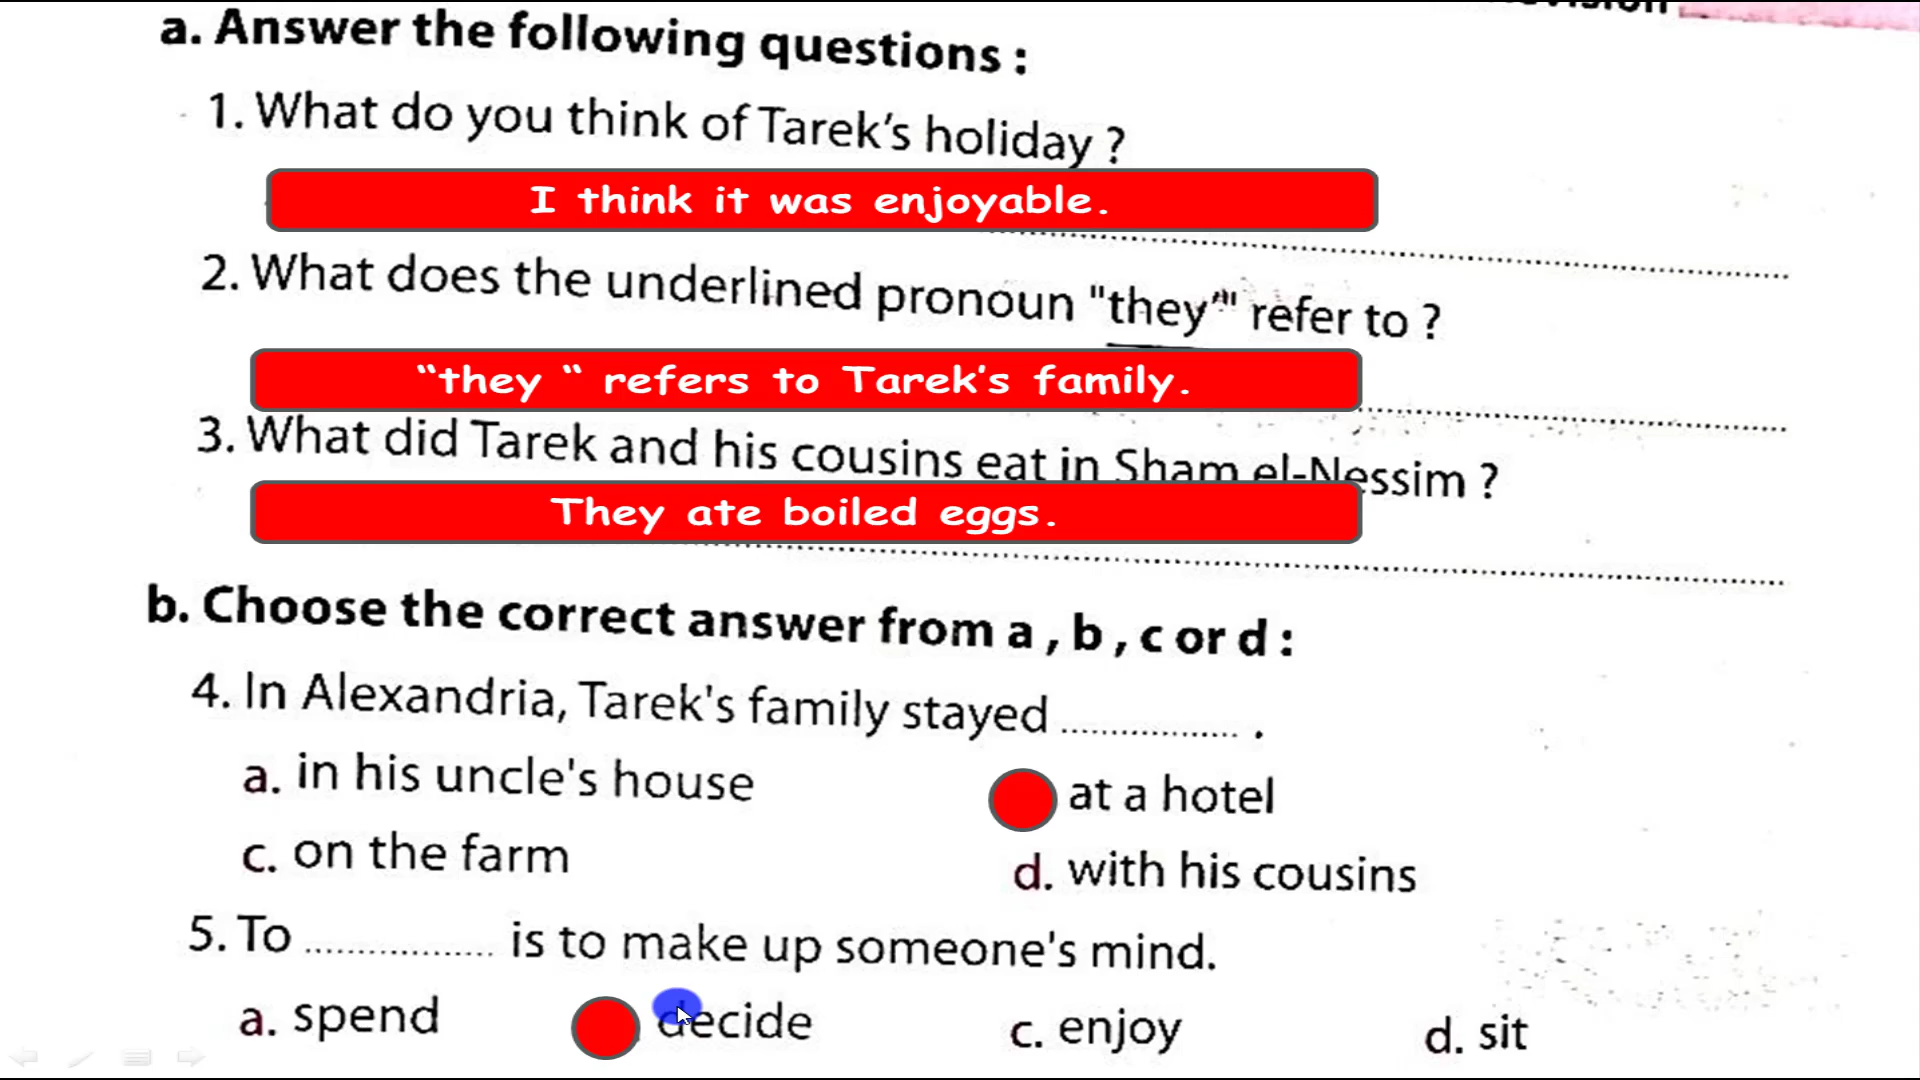 a. Answer the following questions :
1. What do you think of Tarek's holiday ?
I think it was enjoyable.
2. What does the underlined pronoun "they" refer to ?
“they “ refers to Tarek's family.
3. What did Tarek and his cousins eat in Sham el-Nessim ?
They ate boiled eggs.
b. Choose the correct answer from a , b , c or d :
4. In Alexandria, Tarek's family stayed ................. .
a. in his uncle's house at a hotel
c. on the farm d. with his cousins
5. To ................. is to make up someone's mind.
a. spend decide c. enjoy d. sit